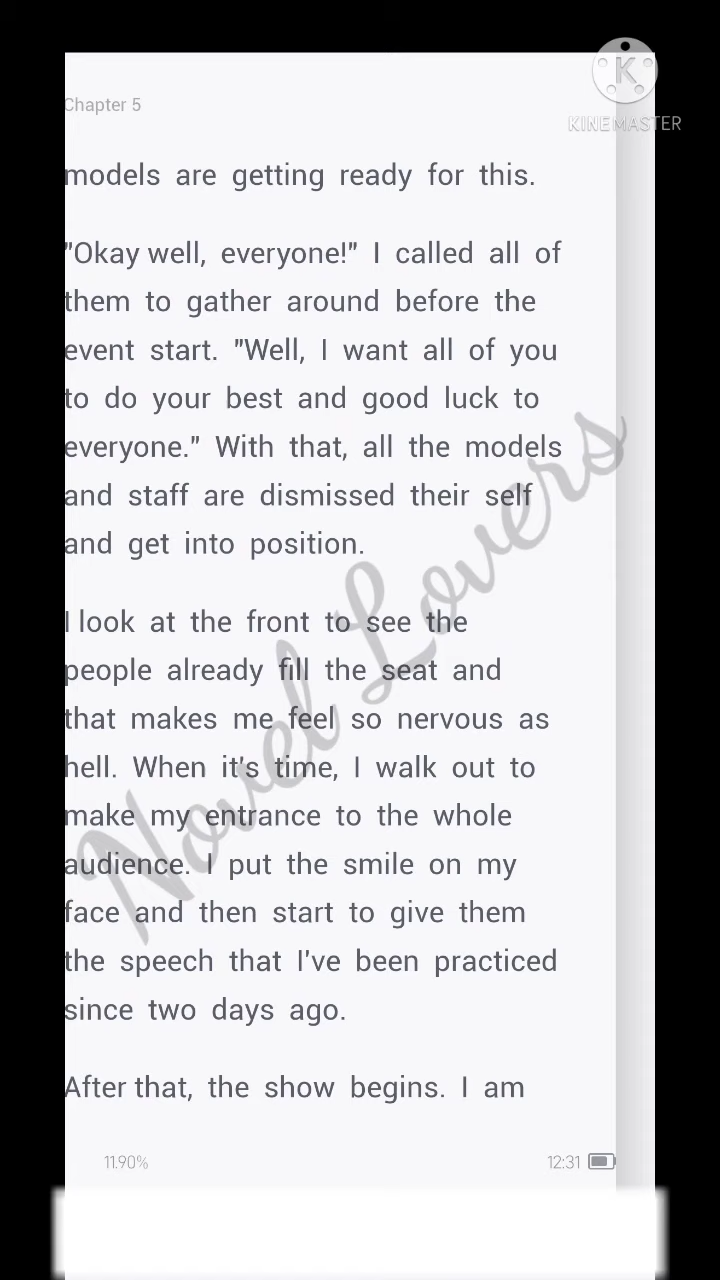 KINEMASTER
Chapter 5
models are getting ready for this.
"Okay well, everyone!" I called all of
them to gather around before the
event start. "Well, I want all of you
to do your best and good luck to
everyone." With that, all the models
and staff are dismissed their self
and get into position.
I look at the front to see the
people already fill the seat and
that makes me feel so nervous as
hell. When it's time, I walk out to
make my entrance to the whole
audience. I put the smile on my
face and then start to give them
the speech that I've been practiced
since two days ago.
After that, the show begins. I am
Novel Lovers
11.90%
12:31